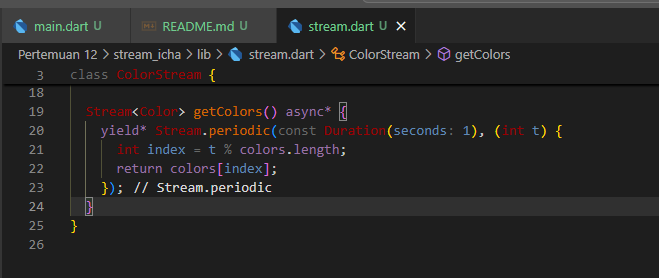 main.dart U README.md U stream.dart U
Pertemuan 12 > stream_icha > lib > stream.dart > ColorStream > getColors
3 class ColorStream {
18
19 Stream<Color> getColors() async* {
20 yield* Stream.periodic(const Duration(seconds: 1), (int t) {
21 int index = t % colors.length;
22 return colors[index];
23 }); // Stream.periodic
24 }
25 }
26